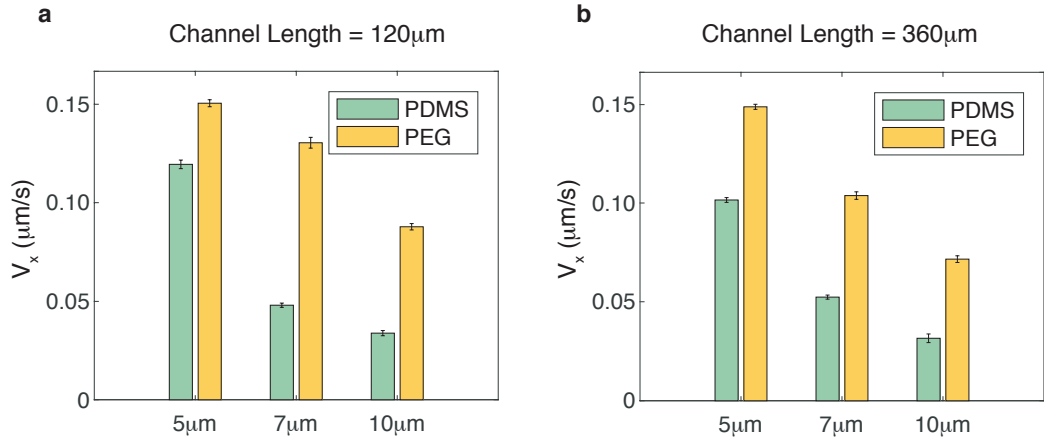 a
Channel Length = 120μm
0.15
0.10
0.05
0
V_x (μm/s)
PDMS
PEG
5μm 7μm 10μm
b
Channel Length = 360μm
0.15
0.10
0.05
0
V_x (μm/s)
PDMS
PEG
5μm 7μm 10μm